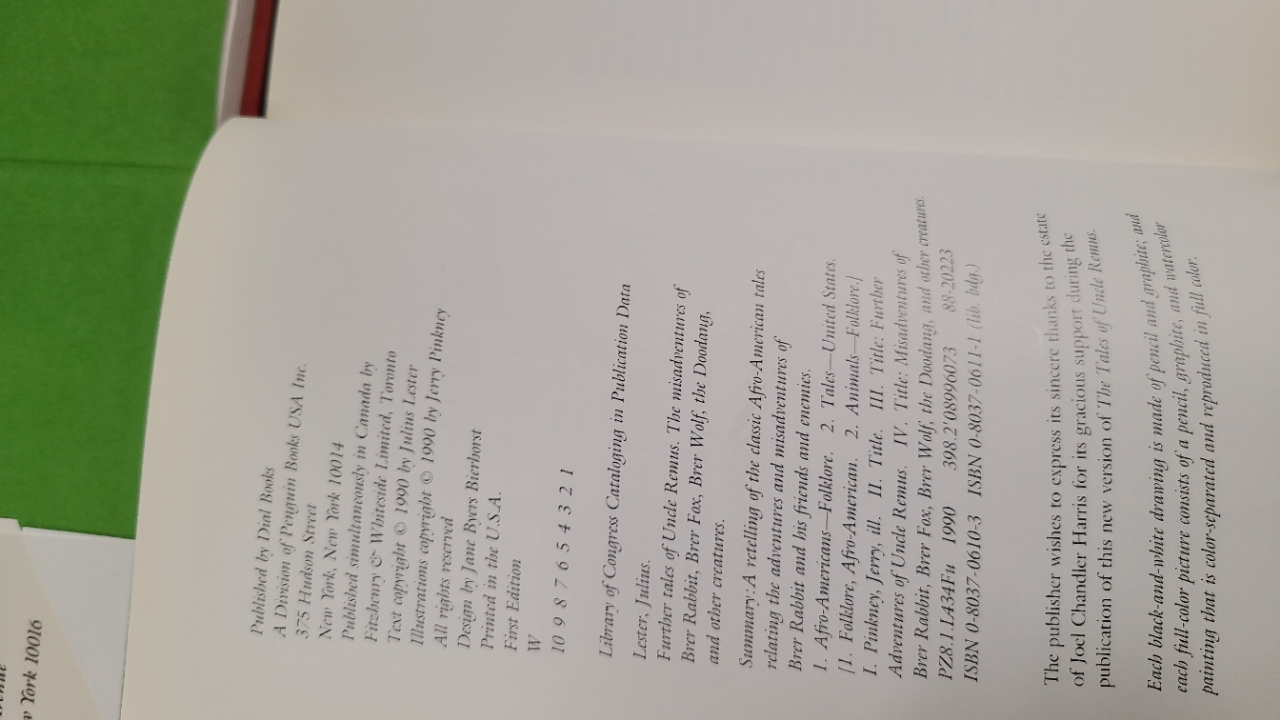 Published by Dial Books
A Division of Penguin Books USA Inc.
375 Hudson Street
New York, New York 10014
Published simultaneously in Canada by
Fitzhenry & Whiteside Limited, Toronto
Text copyright © 1990 by Julius Lester
Illustrations copyright © 1990 by Jerry Pinkney
All rights reserved
Design by Jane Byers Bierhorst
Printed in the U.S.A.
First Edition
W
10 9 8 7 6 5 4 3 2 1
Library of Congress Cataloging in Publication Data
Lester, Julius.
Further tales of Uncle Remus. The misadventures of
Brer Rabbit, Brer Fox, Brer Wolf, the Doodang,
and other creatures.
Summary: A retelling of the classic Afro-American tales
relating the adventures and misadventures of
Brer Rabbit and his friends and enemies.
1. Afro-Americans—Folklore. 2. Tales—United States.
[1. Folklore, Afro-American. 2. Animals—Folklore.]
I. Pinkney, Jerry, ill. II. Title. III. Title: Further
Adventures of Uncle Remus. IV. Title: Misadventures of
Brer Rabbit, Brer Fox, Brer Wolf, the Doodang, and other creatures.
PZ8.1.L434Fu 1990 398.2'08996073 88-20223
ISBN 0-8037-0610-3 ISBN 0-8037-0611-1 (lib. bdg.)
The publisher wishes to express its sincere thanks to the estate
of Joel Chandler Harris for its gracious support during the
publication of this new version of The Tales of Uncle Remus.
Each black-and-white drawing is made of pencil and graphite; and
each full-color picture consists of a pencil, graphite, and watercolor
painting that is color-separated and reproduced in full color.
York 10016